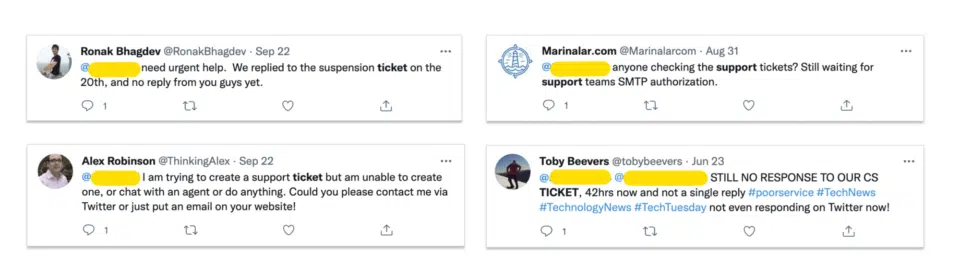 Ronak Bhagdev @RonakBhagdev · Sep 22 ...
@ need urgent help. We replied to the suspension ticket on the
20th, and no reply from you guys yet.
1
Marinalar.com @Marinalarcom · Aug 31 ...
@ anyone checking the support tickets? Still waiting for
support teams SMTP authorization.
1
Alex Robinson @ThinkingAlex · Sep 22 ...
@ I am trying to create a support ticket but am unable to create
one, or chat with an agent or do anything. Could you please contact me via
Twitter or just put an email on your website!
1
Toby Beevers @tobybeevers · Jun 23 ...
@ @ STILL NO RESPONSE TO OUR CS
TICKET, 42hrs now and not a single reply #poorservice #TechNews
#TechnologyNews #TechTuesday not even responding on Twitter now!
1